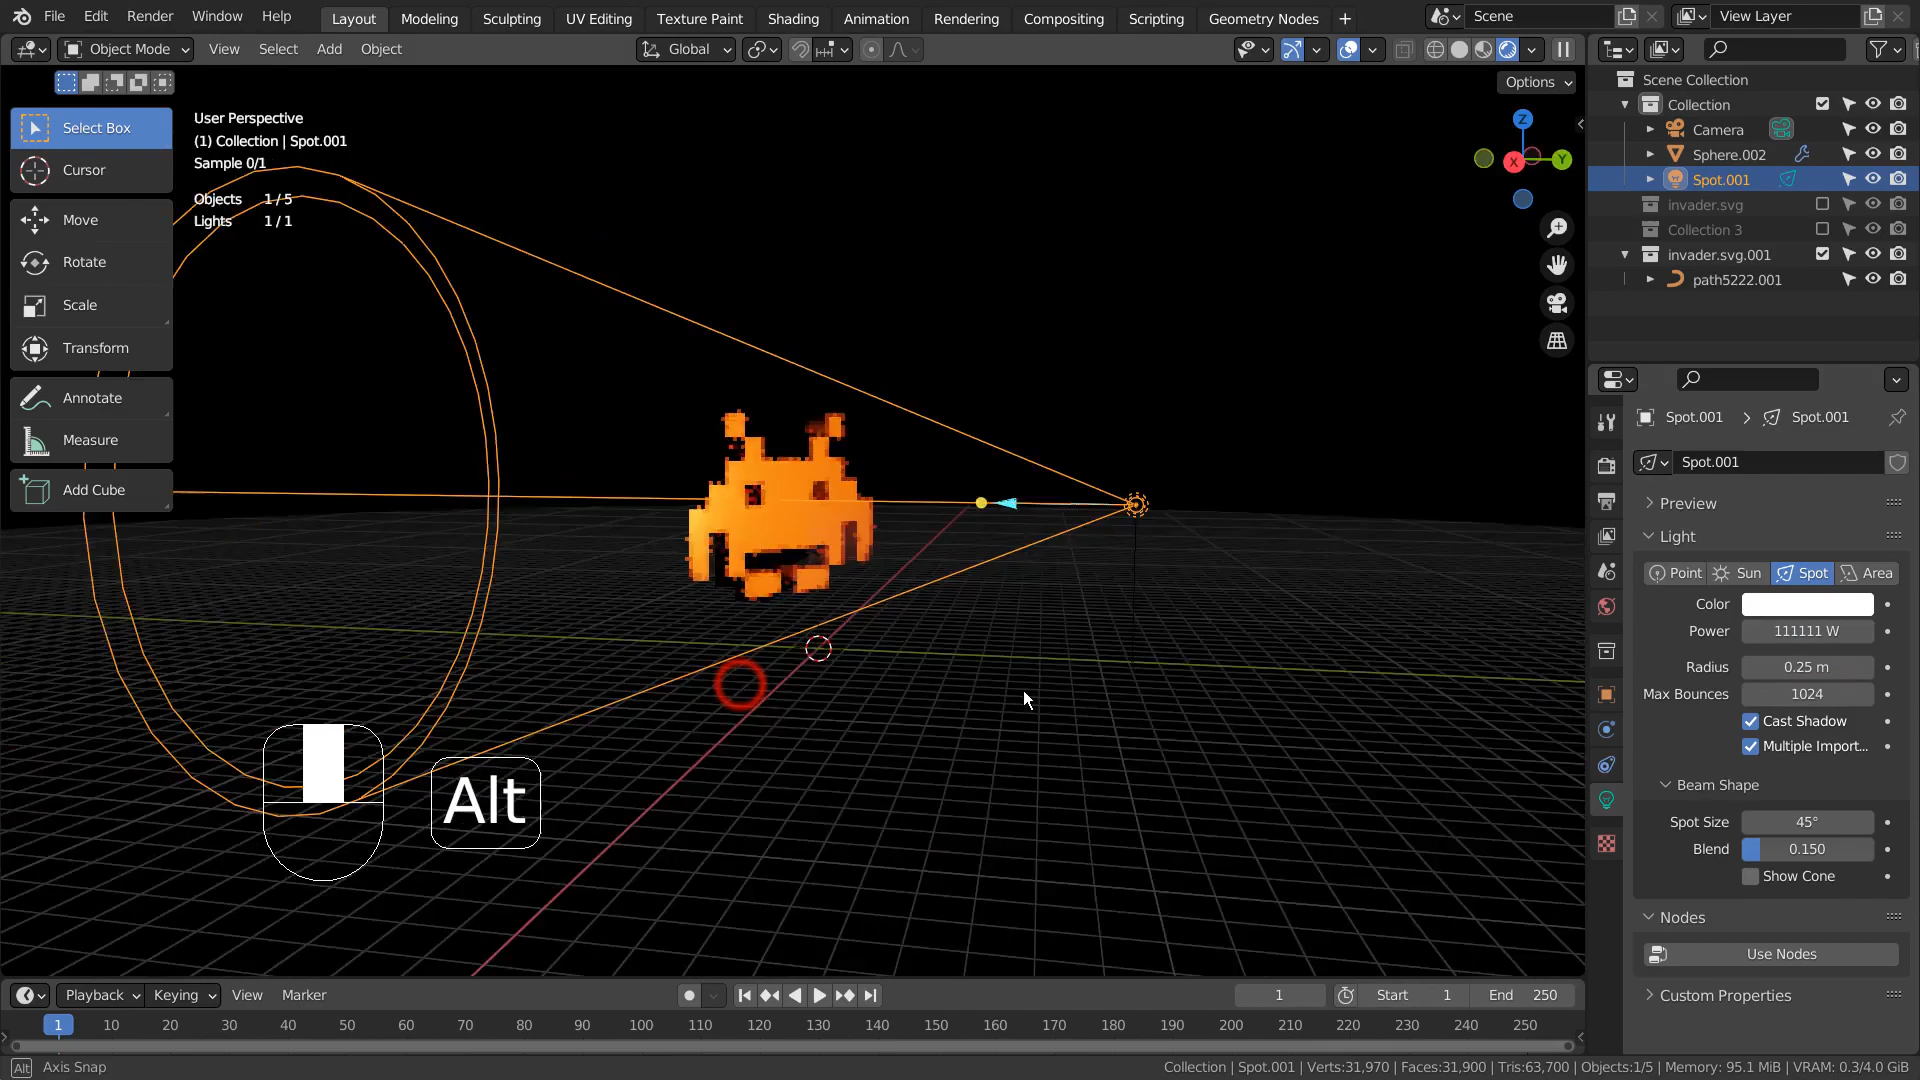 File Edit Render Window Help Layout Modeling Sculpting UV Editing Texture Paint Shading Animation Rendering Compositing Scripting Geometry Nodes + Scene View Layer
Object Mode View Select Add Object Global
Options
Select Box
Cursor
Move
Rotate
Scale
Transform
Annotate
Measure
Add Cube
User Perspective
(1) Collection | Spot.001
Sample 0/1
Objects 1/5
Lights 1/1
Z
X
Y
Alt
Scene Collection
Collection
Camera
Sphere.002
Spot.001
invader.svg
Collection 3
invader.svg.001
path5222.001
Spot.001 > Spot.001
Spot.001
Preview
Light
Point Sun Spot Area
Color
Power 111111 W
Radius 0.25 m
Max Bounces 1024
Cast Shadow
Multiple Import...
Beam Shape
Spot Size 45°
Blend 0.150
Show Cone
Nodes
Use Nodes
Custom Properties
Playback Keying View Marker 1 Start 1 End 250
1 10 20 30 40 50 60 70 80 90 100 110 120 130 140 150 160 170 180 190 200 210 220 230 240 250
Alt Axis Snap Collection | Spot.001 | Verts:31,970 | Faces:31,900 | Tris:63,700 | Objects:1/5 | Memory: 95.1 MiB | VRAM: 0.3/4.0 GiB